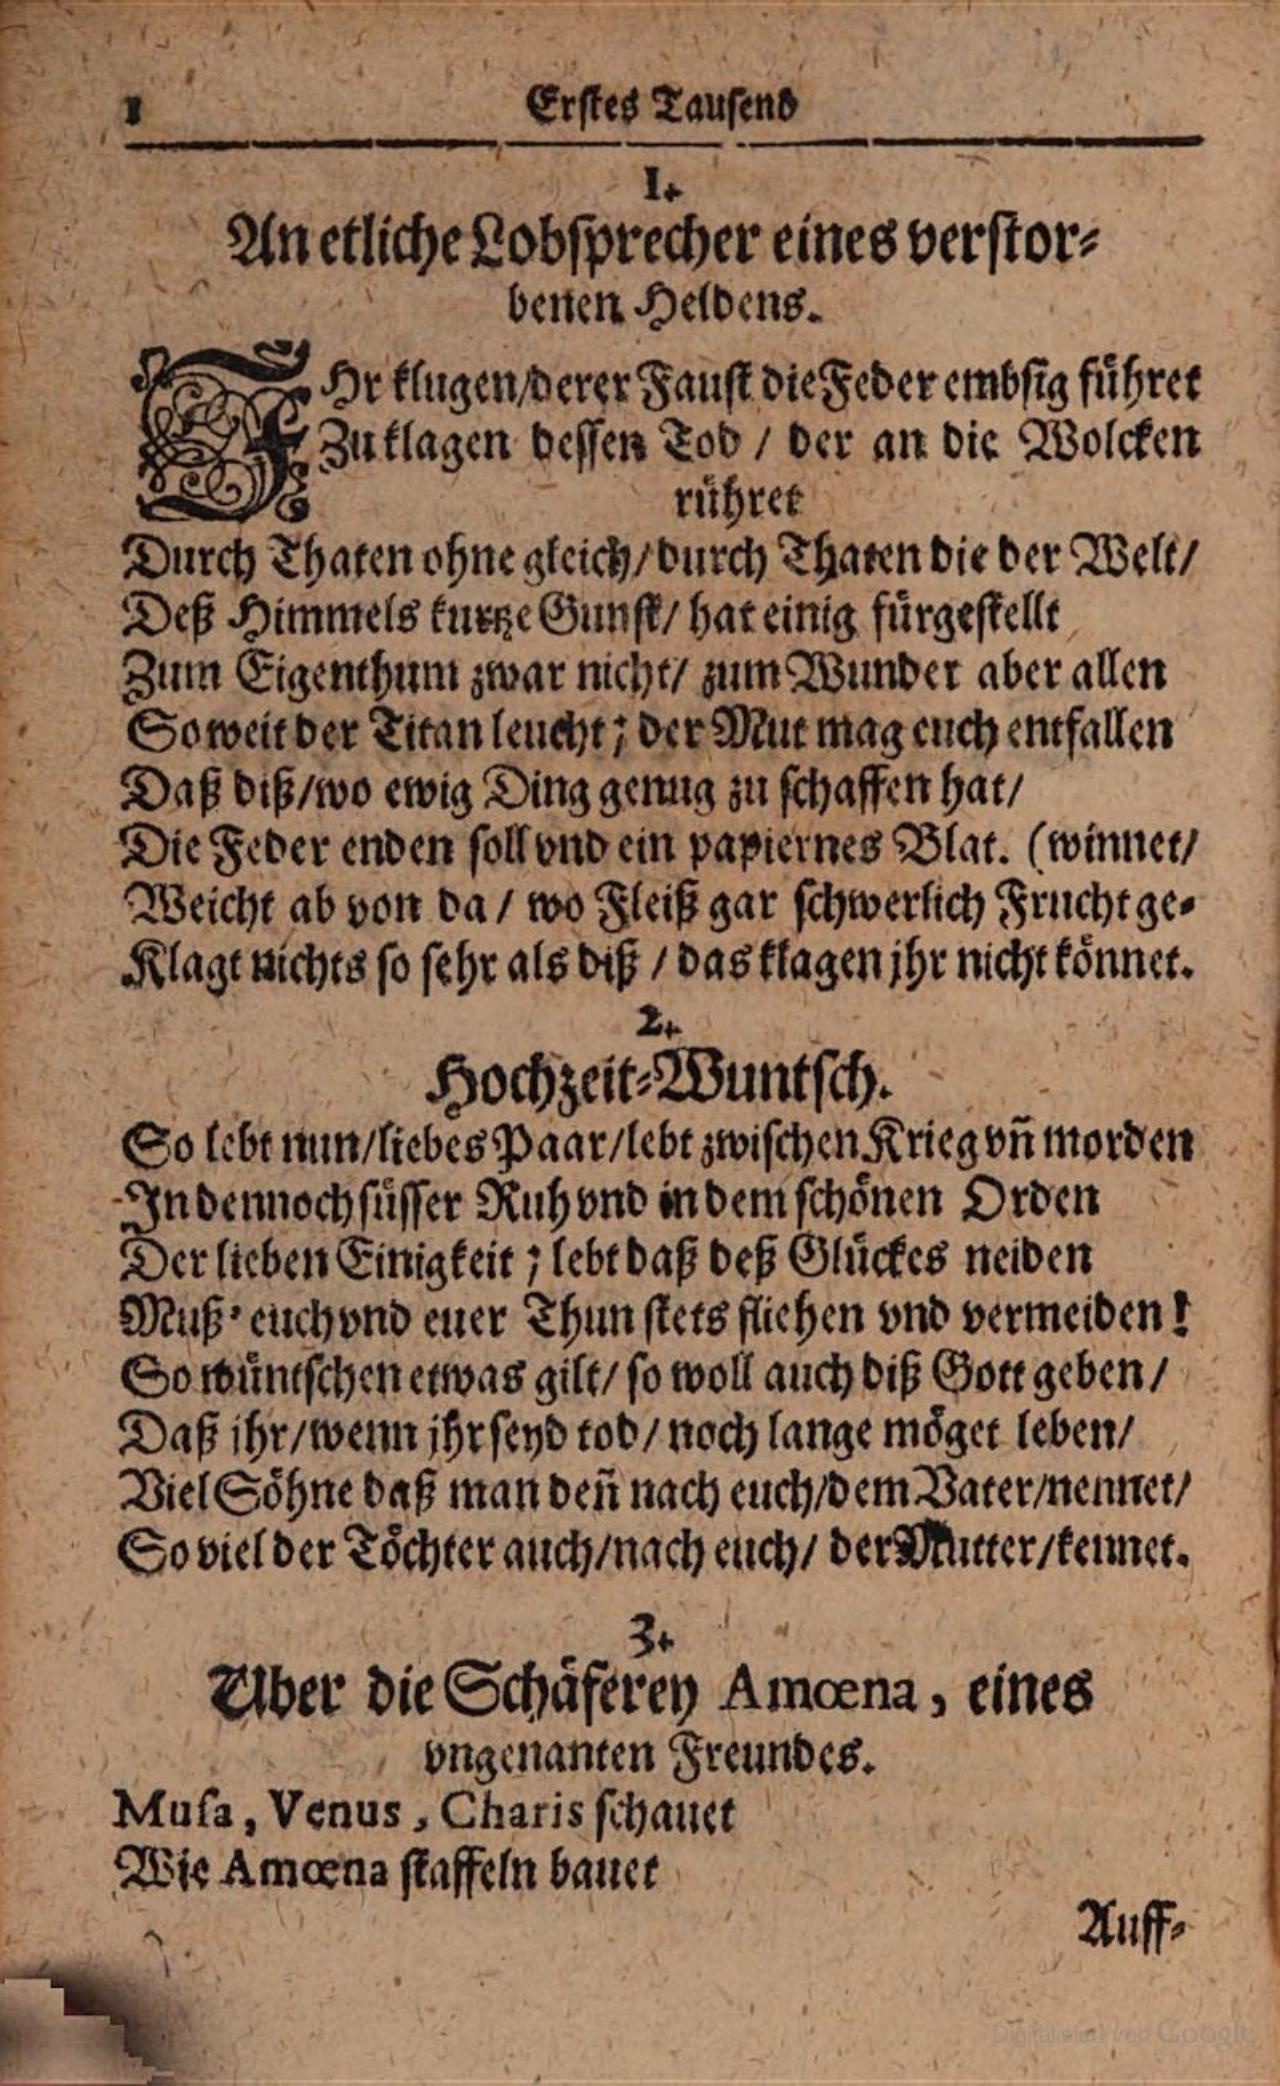 1 Erſtes Tauſend
1.
An etliche Lobſprecher eines verſtor-
benen Heldens.
IHr klugen/derer Fauſt die Feder embſig führet
Zu klagen deſſen Tod / der an die Wolcken
rühret
Durch Thaten ohne gleich/durch Thaten die der Welt/
Deß Himmels kurtze Gunſt/ hat einig fürgeſtellt
Zum Eigenthum zwar nicht/ zum Wunder aber allen
So weit der Titan leucht; der Mut mag euch entfallen
Daß diß/wo ewig Ding genug zu ſchaffen hat/
Die Feder enden ſoll vnd ein papiernes Blat. (winnet/
Weicht ab von da / wo Fleiß gar ſchwerlich Frucht ge-
Klagt nichts ſo ſehr als diß / das klagen jhr nicht könnet.
2.
Hochzeit-Wuntſch.
So lebt nun/liebes Paar/lebt zwiſchen Krieg vn̄ morden
In dennoch ſüſſer Ruh vnd in dem ſchönen Orden
Der lieben Einigkeit; lebt daß deß Glückes neiden
Muß euch vnd euer Thun ſtets fliehen vnd vermeiden!
So wüntſchen etwas gilt/ ſo woll auch diß Gott geben/
Daß ihr/wenn jhr ſeyd tod/ noch lange möget leben/
Viel Söhne daß man den̄ nach euch/dem Vater/nennet/
So viel der Töchter auch/nach euch/ der Mutter/kennet.
3.
Uber die Schäferey Amœna, eines
vngenanten Freundes.
Muſa, Venus, Charis ſchauet
Wie Amœna ſtaffeln bauet
Auff-
Digitalisiert von Google